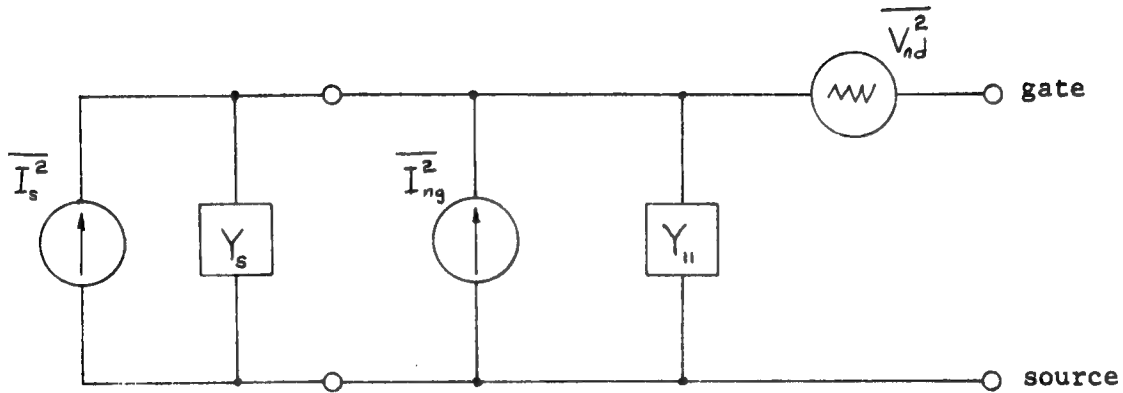 V_nd^2
gate
I_s^2
I_ng^2
Y_s
Y_11
source